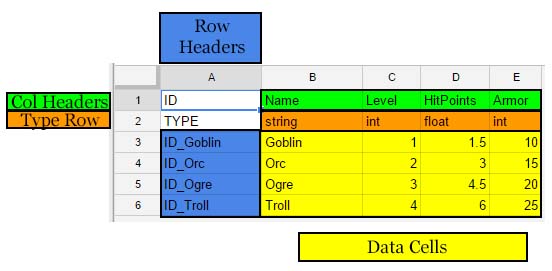 Row
Headers
A B C D E
Col Headers 1 ID Name Level HitPoints Armor
Type Row 2 TYPE string int float int
3 ID_Goblin Goblin 1 1.5 10
4 ID_Orc Orc 2 3 15
5 ID_Ogre Ogre 3 4.5 20
6 ID_Troll Troll 4 6 25
Data Cells